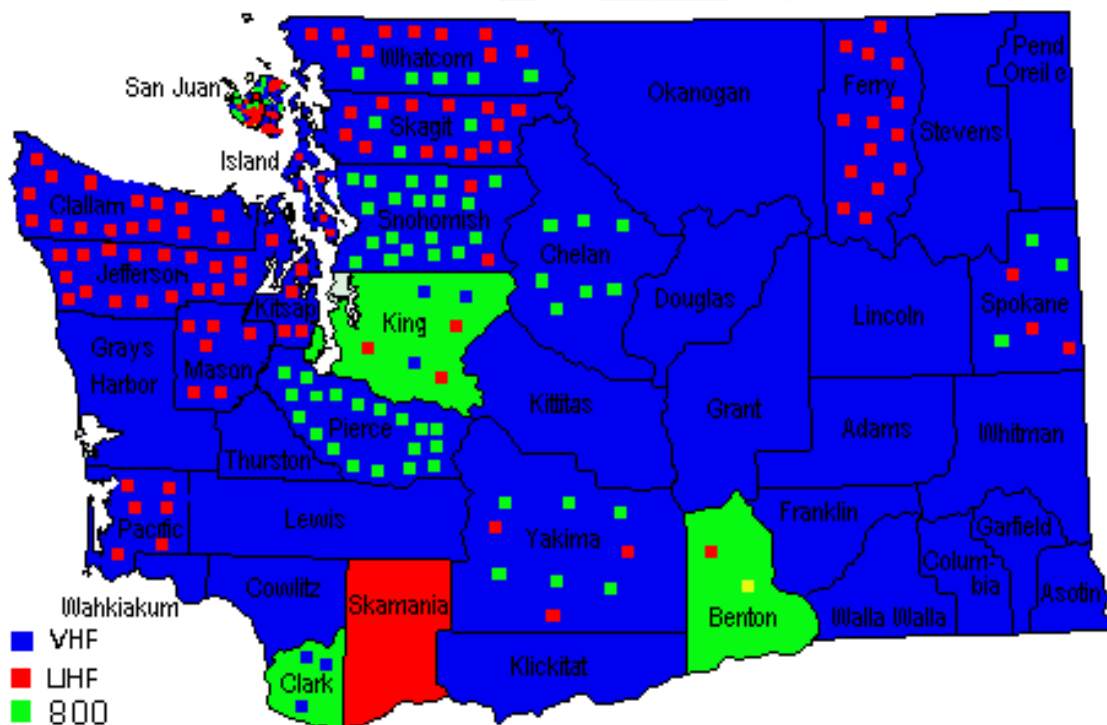 Whatcom
Pend
Oreil e
San Juan
Okanogan
Ferry
Skagit
Stevens
Island
Clallam
Snohomish
Chelan
Jefferson
Douglas
Spokane
Kitsap
King
Lincoln
Grays
Harbor
Mason
Kittitas
Grant
Adams
Whitman
Pierce
Thurston
Pacific
Lewis
Yakima
Franklin
Garfield
Colum-
bia
Asotin
Cowlitz
Skamania
Wahkiakum
Benton
Walla Walla
VHF
Klickitat
UHF
Clark
800